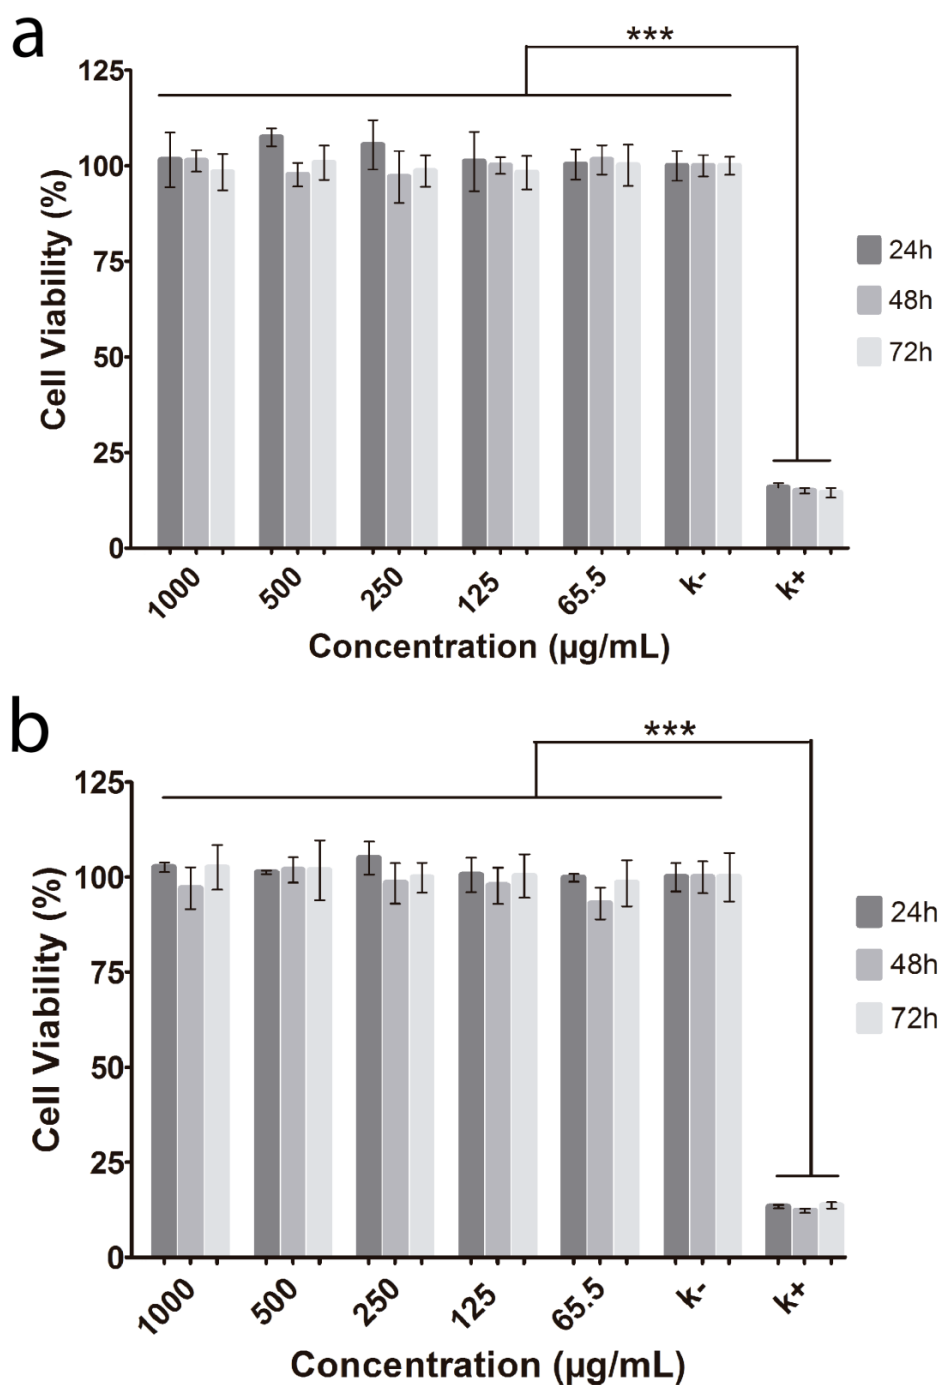 a
***
125
100
75
50
25
0
Cell Viability (%)
24h
48h
72h
1000
500
250
125
65.5
k-
k+
Concentration (µg/mL)
b
***
125
100
75
50
25
0
Cell Viability (%)
24h
48h
72h
1000
500
250
125
65.5
k-
k+
Concentration (µg/mL)